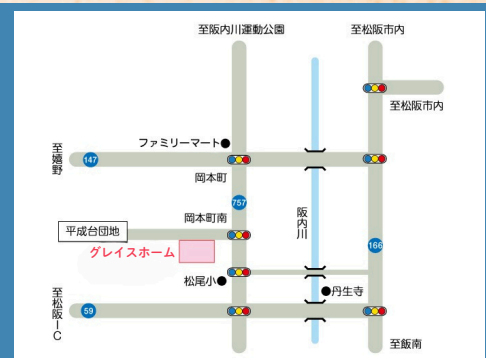 至阪内川運動公園
至松阪市内
至松阪市内
ファミリーマート
至嬉野
147
岡本町
757
岡本町南
阪内川
平成台団地
グレイスホーム
166
松尾小
丹生寺
至松阪IC
59
至飯南